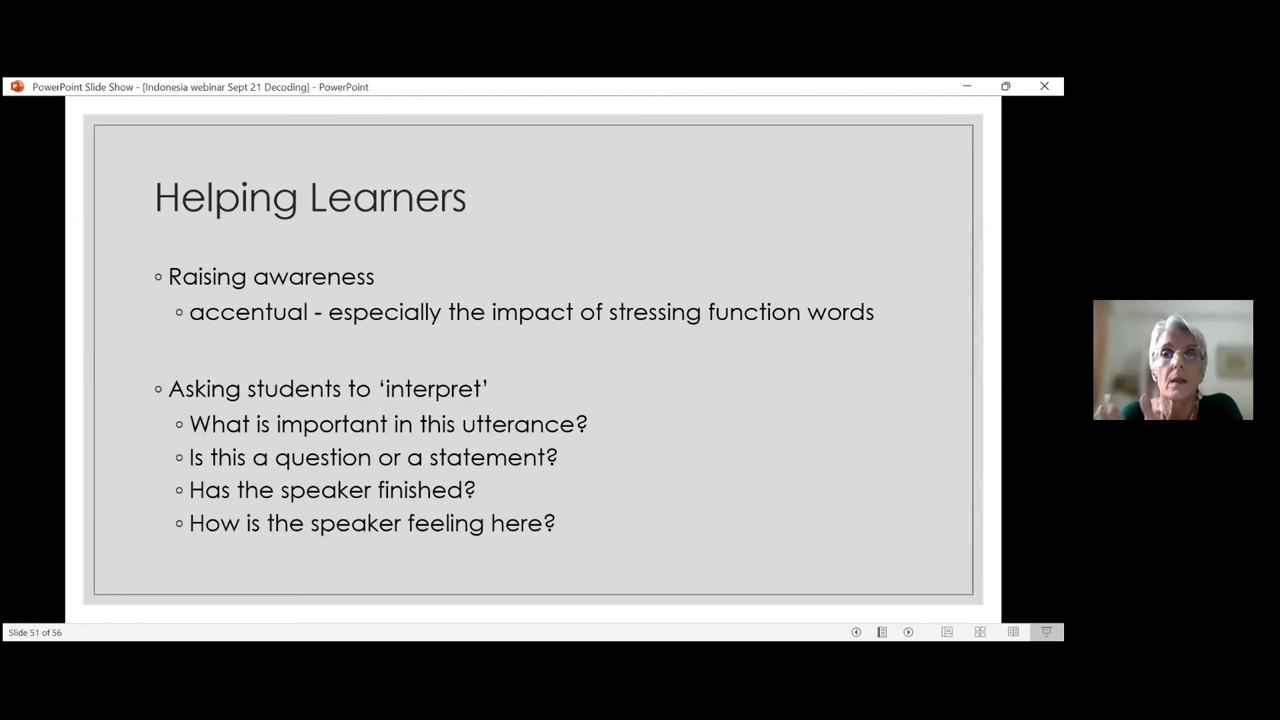 PowerPoint Slide Show - [Indonesia webinar Sept 21 Decoding] - PowerPoint
Helping Learners
Raising awareness
accentual - especially the impact of stressing function words
Asking students to ‘interpret’
What is important in this utterance?
Is this a question or a statement?
Has the speaker finished?
How is the speaker feeling here?
Slide 51 of 56